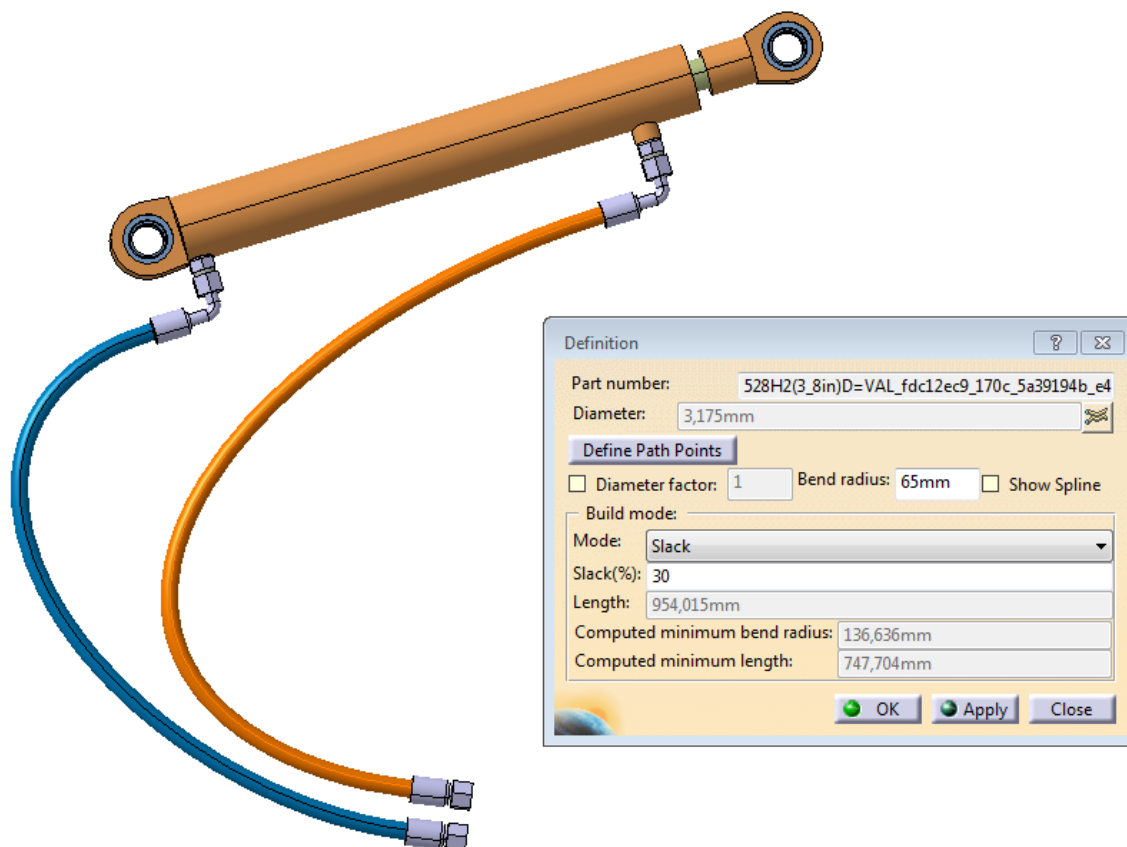 Definition
Part number: 528H2(3_8in)D=VAL_fdc12ec9_170c_5a39194b_e4
Diameter: 3,175mm
Define Path Points
Diameter factor: 1 Bend radius: 65mm Show Spline
Build mode:
Mode: Slack
Slack(%): 30
Length: 954,015mm
Computed minimum bend radius: 136,636mm
Computed minimum length: 747,704mm
OK Apply Close